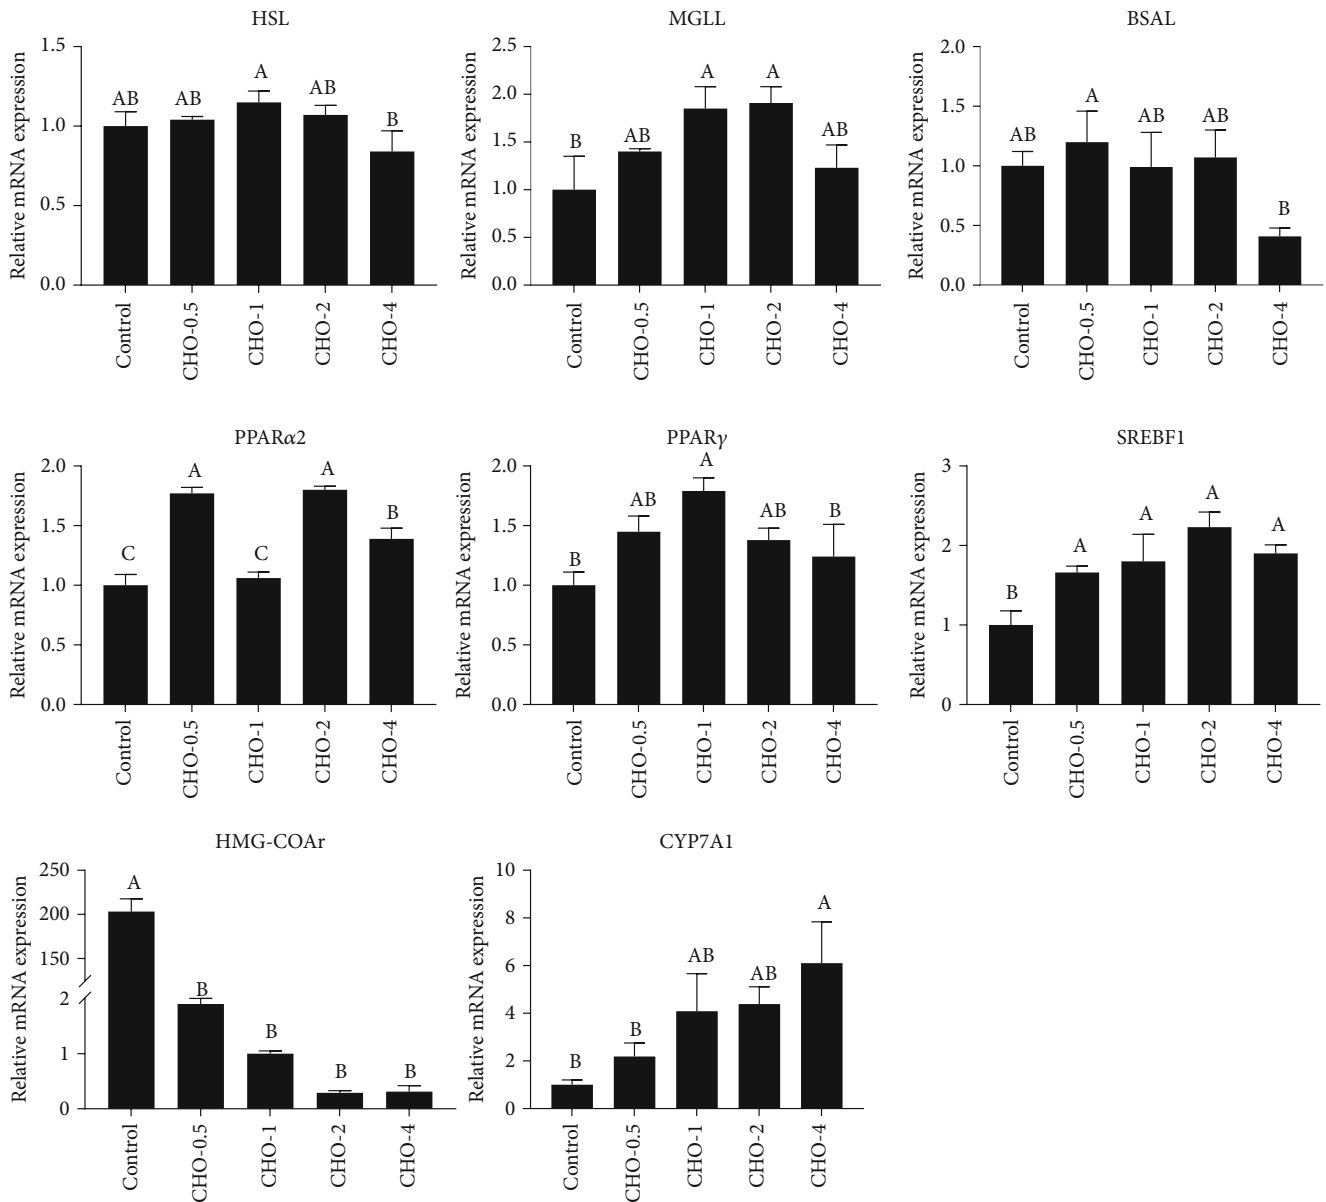 HSL
Relative mRNA expression
1.5
1.0
0.5
0.0
AB
AB
A
AB
B
Control
CHO-0.5
CHO-1
CHO-2
CHO-4
MGLL
Relative mRNA expression
2.5
2.0
1.5
1.0
0.5
0.0
B
AB
A
A
AB
Control
CHO-0.5
CHO-1
CHO-2
CHO-4
BSAL
Relative mRNA expression
2.0
1.5
1.0
0.5
0.0
AB
A
AB
AB
B
Control
CHO-0.5
CHO-1
CHO-2
CHO-4
PPARα2
Relative mRNA expression
2.0
1.5
1.0
0.5
0.0
C
A
C
A
B
Control
CHO-0.5
CHO-1
CHO-2
CHO-4
PPARγ
Relative mRNA expression
2.0
1.5
1.0
0.5
0.0
B
AB
A
AB
B
Control
CHO-0.5
CHO-1
CHO-2
CHO-4
SREBF1
Relative mRNA expression
3
2
1
0
B
A
A
A
A
Control
CHO-0.5
CHO-1
CHO-2
CHO-4
HMG-COAr
Relative mRNA expression
250
200
150
2
1
0
A
B
B
B
B
Control
CHO-0.5
CHO-1
CHO-2
CHO-4
CYP7A1
Relative mRNA expression
10
8
6
4
2
0
B
B
AB
AB
A
Control
CHO-0.5
CHO-1
CHO-2
CHO-4